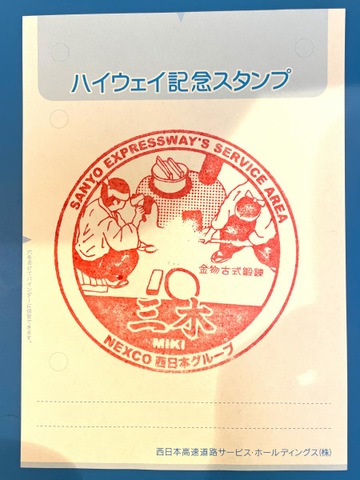 ハイウェイ記念スタンプ
SANYO EXPRESSWAY'S SERVICE AREA
金物古式鍛錬
三木
MIKI
NEXCO 西日本グループ
西日本高速道路サービス・ホールディングス(株)